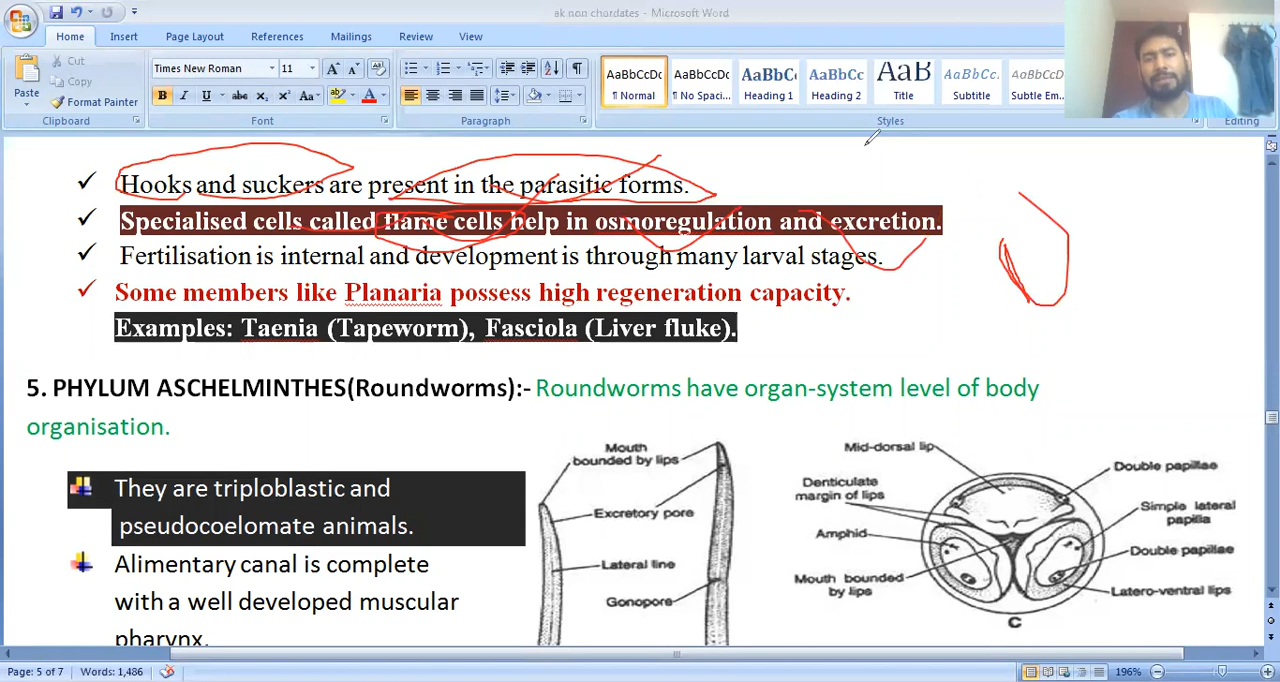 ak non chordates - Microsoft Word
Home Insert Page Layout References Mailings Review View
Paste
Cut
Copy
Format Painter
Clipboard
Times New Roman 11
B I U abc X₂ X² Aa
Font
Paragraph
AaBbCcDc AaBbCcDc AaBbCc AaBbCc AaB AaBbCc. AaBbCcDc
¶ Normal ¶ No Spaci... Heading 1 Heading 2 Title Subtitle Subtle Em...
Styles
Editing
✓ Hooks and suckers are present in the parasitic forms.
✓ Specialised cells called flame cells help in osmoregulation and excretion.
✓ Fertilisation is internal and development is through many larval stages.
✓ Some members like Planaria possess high regeneration capacity.
Examples: Taenia (Tapeworm), Fasciola (Liver fluke).
5. PHYLUM ASCHELMINTHES(Roundworms):- Roundworms have organ-system level of body
organisation.
They are triploblastic and
pseudocoelomate animals.
Alimentary canal is complete
with a well developed muscular
pharynx.
Mouth
bounded by lips
Excretory pore
Lateral line
Gonopore
Mid-dorsal lip
Denticulate
margin of lips
Amphid
Mouth bounded
by lips
Double papillae
Simple lateral
papilla
Double papillae
Latero-ventral lips
C
Page: 5 of 7 Words: 1,486 196%